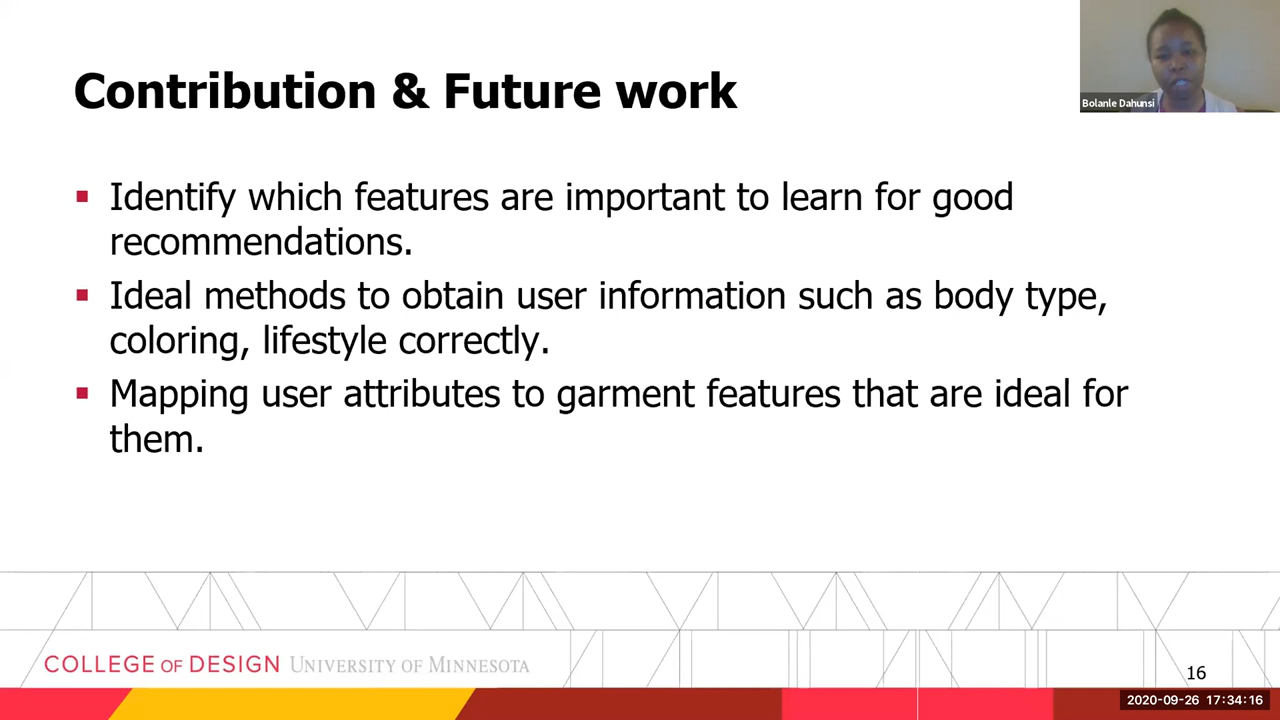 Contribution & Future work
Bolanle Dahunsi
▪ Identify which features are important to learn for good
recommendations.
▪ Ideal methods to obtain user information such as body type,
coloring, lifestyle correctly.
▪ Mapping user attributes to garment features that are ideal for
them.
COLLEGE OF DESIGN UNIVERSITY OF MINNESOTA
16
2020-09-26 17:34:16